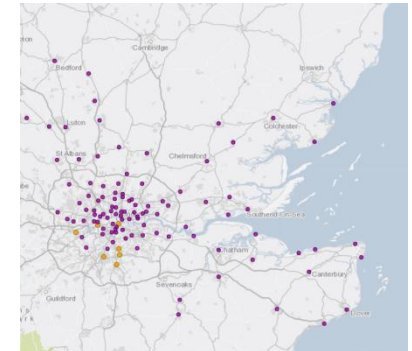 Cambridge
Bedford
Ipswich
Luton
Colchester
St Albans
Chelmsford
Southend-On-Sea
Chatham
Canterbury
Sevenoaks
Guildford
Dover